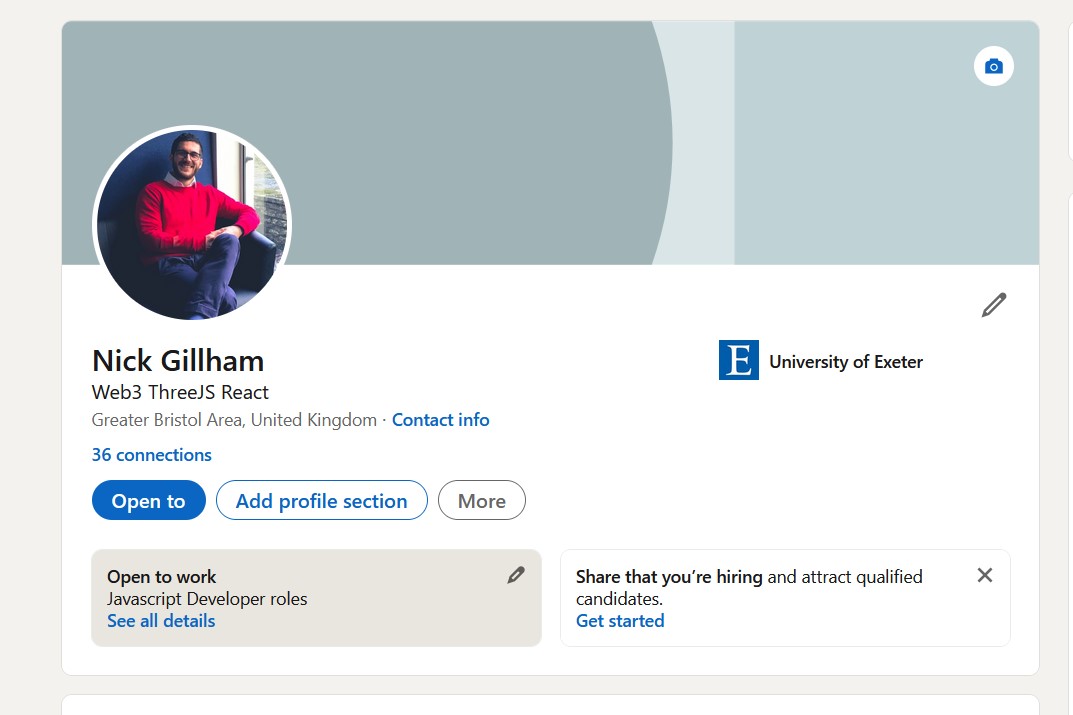 Nick Gillham
E University of Exeter
Web3 ThreeJS React
Greater Bristol Area, United Kingdom · Contact info
36 connections
Open to
Add profile section
More
Open to work
Javascript Developer roles
See all details
Share that you’re hiring and attract qualified
candidates.
Get started